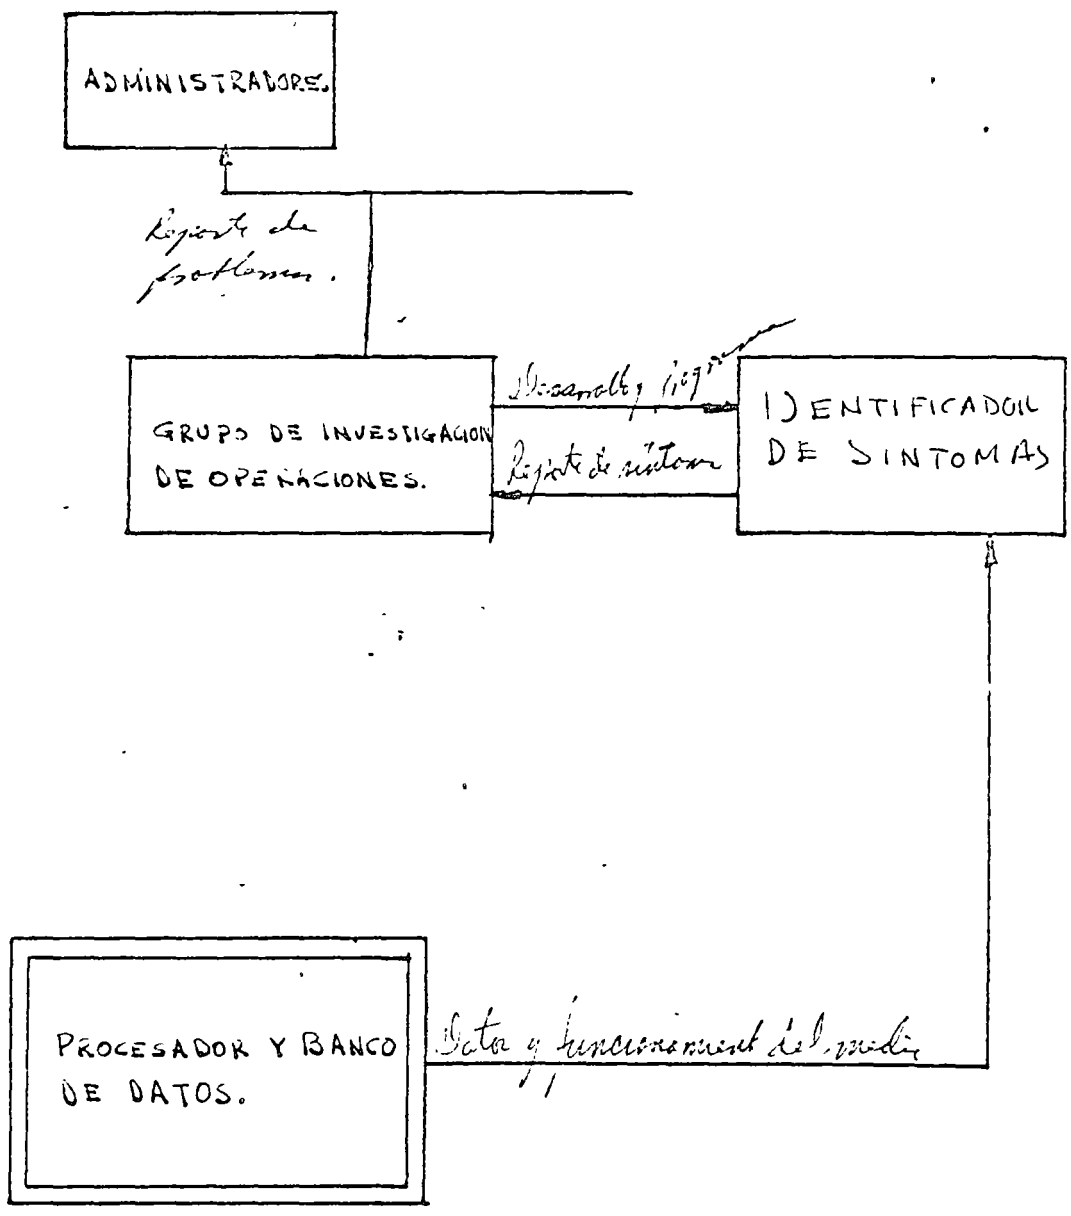 ADMINISTRADORES
Reporte de
problemas.
Desarrollo y
GRUPO DE INVESTIGACION
DE OPERACIONES.
Reporte de síntomas
IDENTIFICADOR
DE SINTOMAS
PROCESADOR Y BANCO
DE DATOS.
Datos y funcionamiento del medio